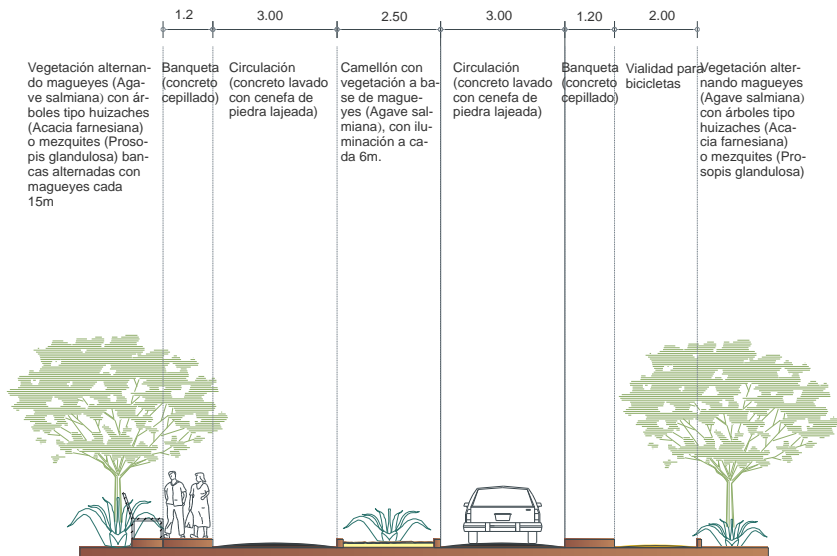 1.2
3.00
2.50
3.00
1.20
2.00
Vegetación alternan-
do magueyes (Aga-
ve salmiana) con ár-
boles tipo huizaches
(Acacia farnesiana)
o mezquites (Proso-
pis glandulosa) ban-
cas alternadas con
magueyes cada
15m
Banqueta
(concreto
cepillado)
Circulación
(concreto lavado
con cenefa de
piedra lajeada)
Camellón con
vegetación a ba-
se de mague-
yes (Agave sal-
miana), con ilu-
minación a ca-
da 6m.
Circulación
(concreto lavado
con cenefa de
piedra lajeada)
Banqueta
(concreto
cepillado)
Vialidad para
bicicletas
Vegetación alter-
nando magueyes
(Agave salmiana)
con árboles tipo
huizaches (Aca-
cia farnesiana)
o mezquites (Pro-
sopis glandulosa)